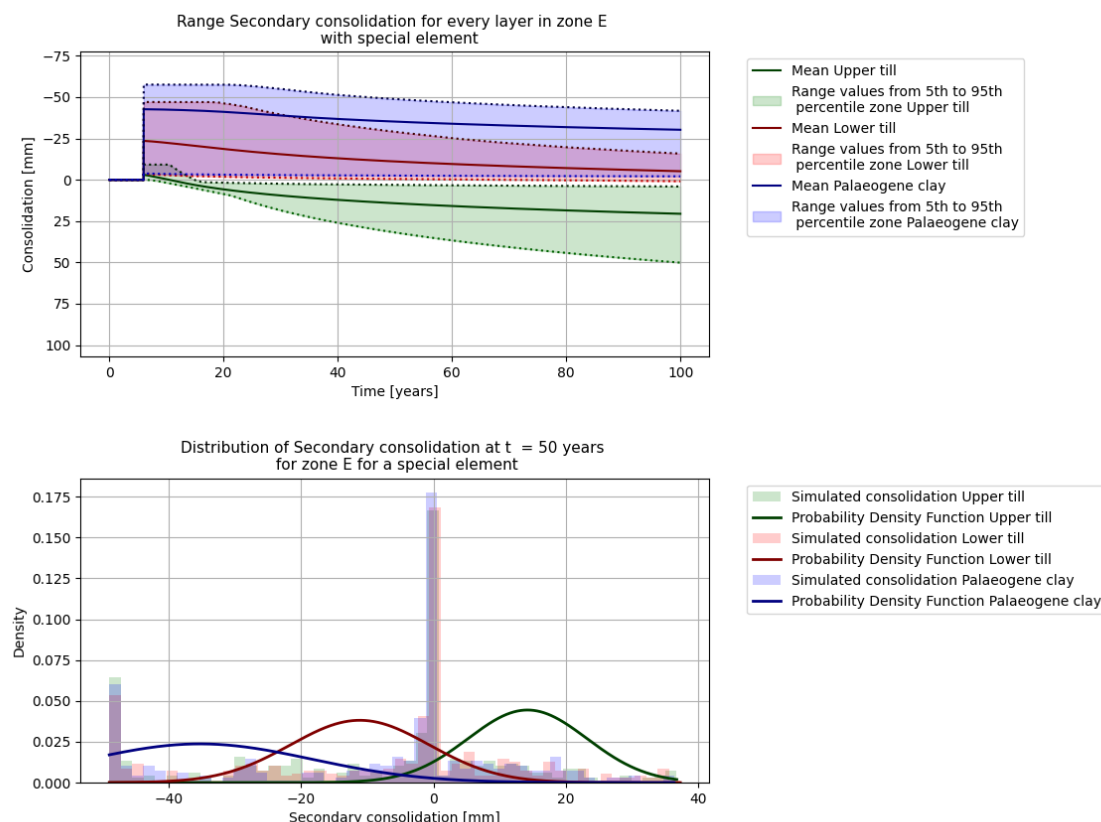 Range Secondary consolidation for every layer in zone E
with special element
−75
−50
−25
0
25
50
75
100
Consolidation [mm]
0
20
40
60
80
100
Time [years]
Mean Upper till
Range values from 5th to 95th
percentile zone Upper till
Mean Lower till
Range values from 5th to 95th
percentile zone Lower till
Mean Palaeogene clay
Range values from 5th to 95th
percentile zone Palaeogene clay
Distribution of Secondary consolidation at t  = 50 years
for zone E for a special element
0.175
0.150
0.125
0.100
0.075
0.050
0.025
0.000
Density
−40
−20
0
20
40
Secondary consolidation [mm]
Simulated consolidation Upper till
Probability Density Function Upper till
Simulated consolidation Lower till
Probability Density Function Lower till
Simulated consolidation Palaeogene clay
Probability Density Function Palaeogene clay